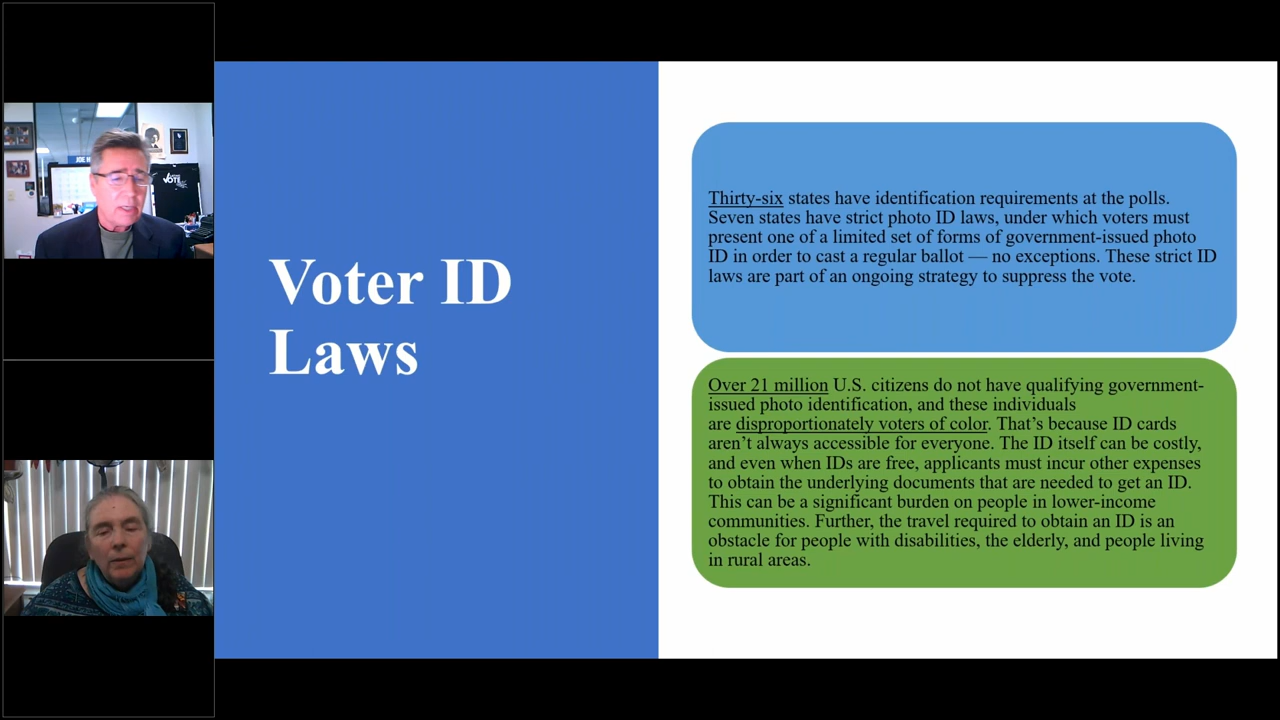 JOE H
VOTE
Voter ID
Laws
Thirty-six states have identification requirements at the polls.
Seven states have strict photo ID laws, under which voters must
present one of a limited set of forms of government-issued photo
ID in order to cast a regular ballot — no exceptions. These strict ID
laws are part of an ongoing strategy to suppress the vote.
Over 21 million U.S. citizens do not have qualifying government-
issued photo identification, and these individuals
are disproportionately voters of color. That’s because ID cards
aren’t always accessible for everyone. The ID itself can be costly,
and even when IDs are free, applicants must incur other expenses
to obtain the underlying documents that are needed to get an ID.
This can be a significant burden on people in lower-income
communities. Further, the travel required to obtain an ID is an
obstacle for people with disabilities, the elderly, and people living
in rural areas.